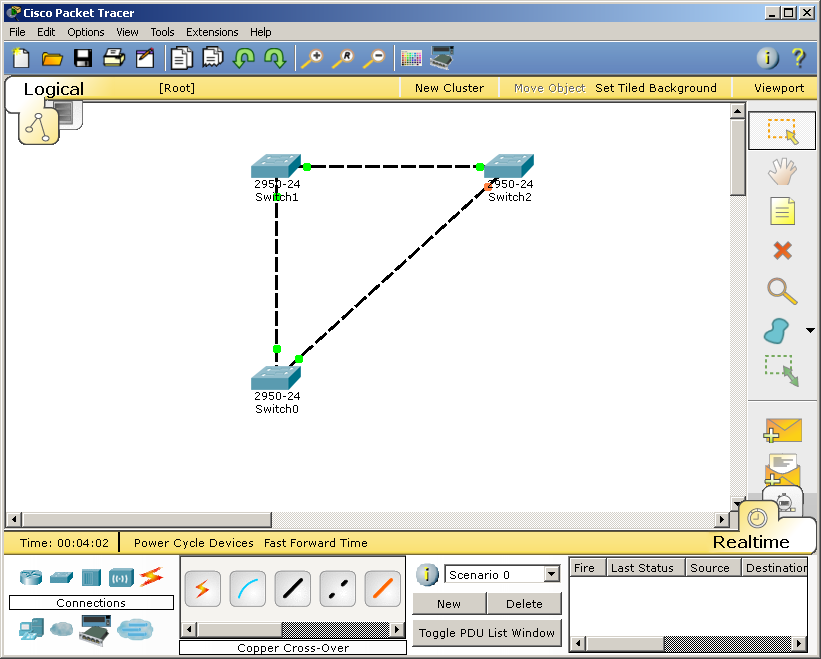 Cisco Packet Tracer
File Edit Options View Tools Extensions Help
Logical [Root] New Cluster Move Object Set Tiled Background Viewport
2950-24
Switch1
2950-24
Switch2
2950-24
Switch0
Time: 00:04:02 Power Cycle Devices Fast Forward Time
Realtime
Connections
Copper Cross-Over
Scenario 0
New Delete
Toggle PDU List Window
Fire Last Status Source Destination